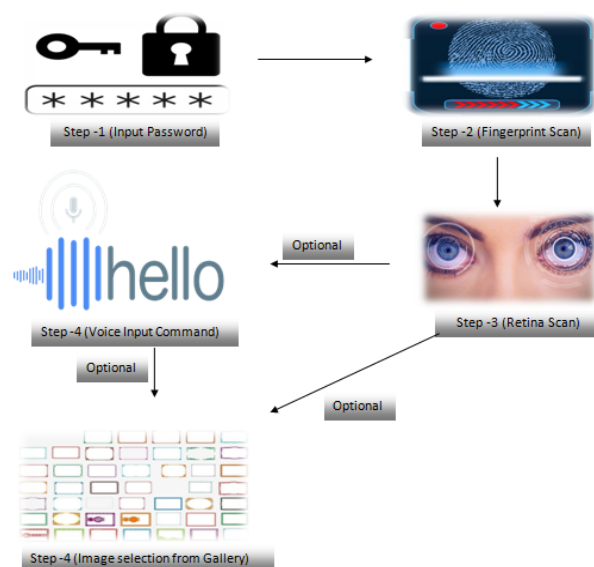 * * * * *
Step -1 (Input Password)
Step -2 (Fingerprint Scan)
hello
Optional
Step -4 (Voice Input Command)
Step -3 (Retina Scan)
Optional
Optional
Step -4 (Image selection from Gallery)